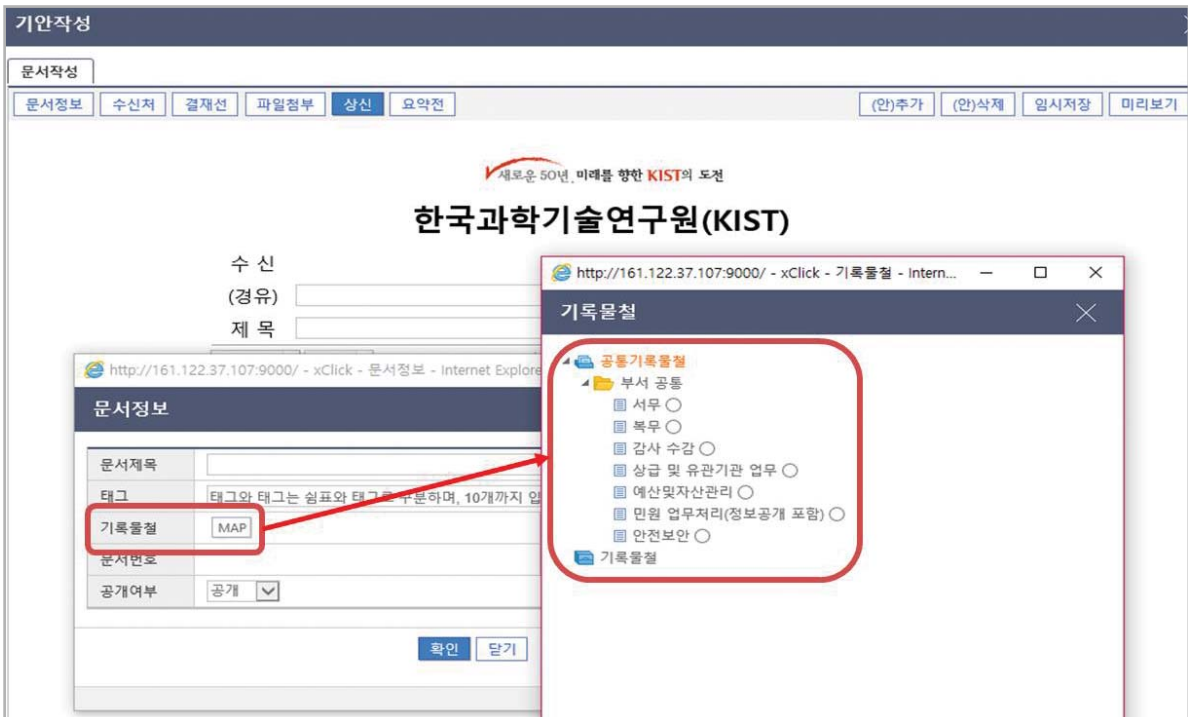 기안작성
문서작성
문서정보 수신처 결재선 파일첨부 상신 요약전 (안)추가 (안)삭제 임시저장 미리보기
새로운 50년, 미래를 향한 KIST의 도전
한국과학기술연구원(KIST)
수 신
(경유)
제 목
http://161.122.37.107:9000/ - xClick - 문서정보 - Internet Explore
문서정보
문서제목
태그 태그와 태그는 쉼표와 태그로 구분하며, 10개까지 입
기록물철 MAP
문서번호
공개여부 공개
확인 닫기
http://161.122.37.107:9000/ - xClick - 기록물철 - Intern...
기록물철
공통기록물철
부서 공통
서무
복무
감사 수감
상급 및 유관기관 업무
예산및자산관리
민원 업무처리(정보공개 포함)
안전보안
기록물철